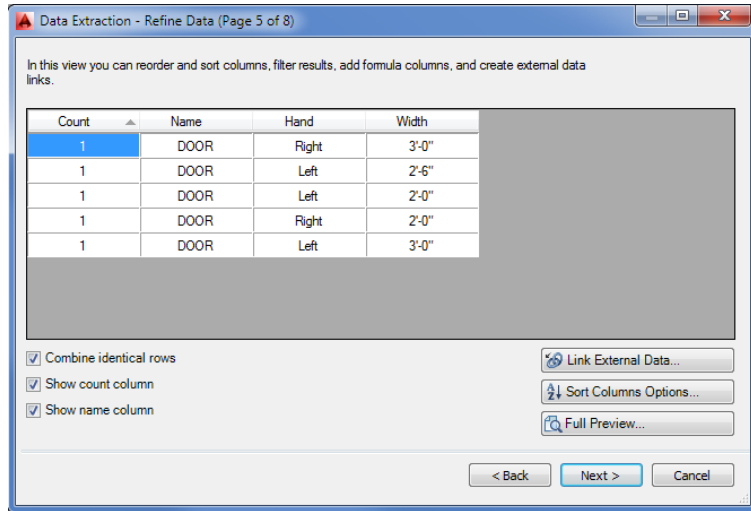 Data Extraction - Refine Data (Page 5 of 8)
In this view you can reorder and sort columns, filter results, add formula columns, and create external data
links.
Count Name Hand Width
1 DOOR Right 3'-0"
1 DOOR Left 2'-6"
1 DOOR Left 2'-0"
1 DOOR Right 2'-0"
1 DOOR Left 3'-0"
Combine identical rows
Show count column
Show name column
Link External Data...
Sort Columns Options...
Full Preview...
< Back Next > Cancel